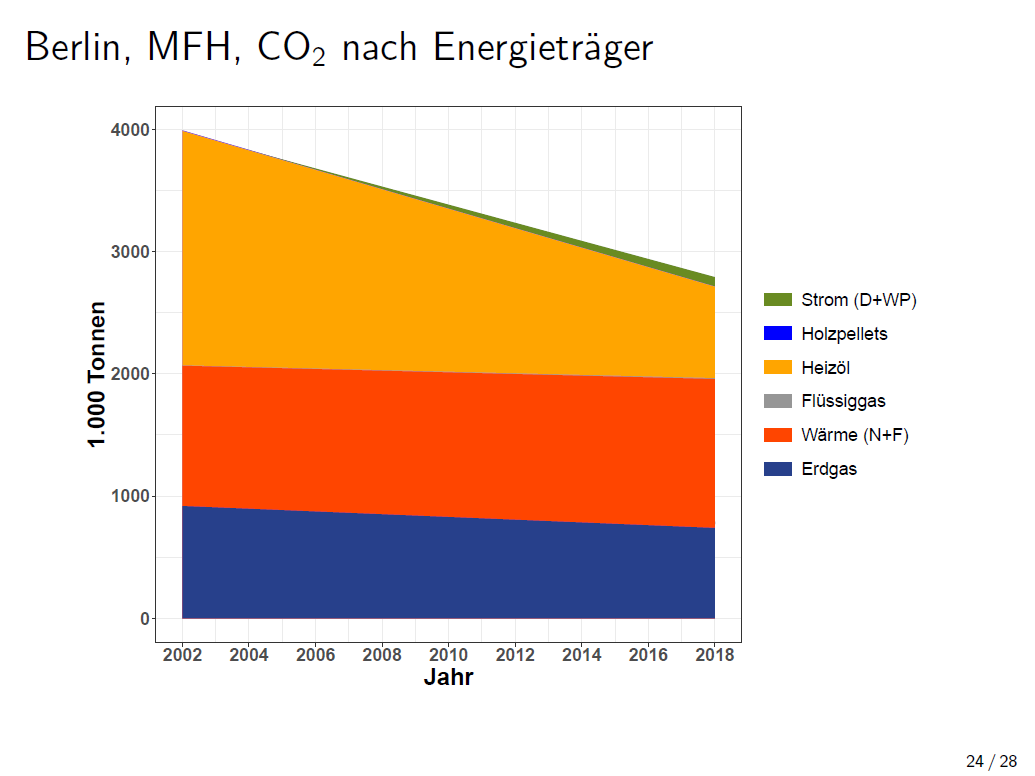 Berlin, MFH, CO₂ nach Energieträger
4000
3000
2000
1000
0
1.000 Tonnen
2002 2004 2006 2008 2010 2012 2014 2016 2018
Jahr
Strom (D+WP)
Holzpellets
Heizöl
Flüssiggas
Wärme (N+F)
Erdgas
24 / 28